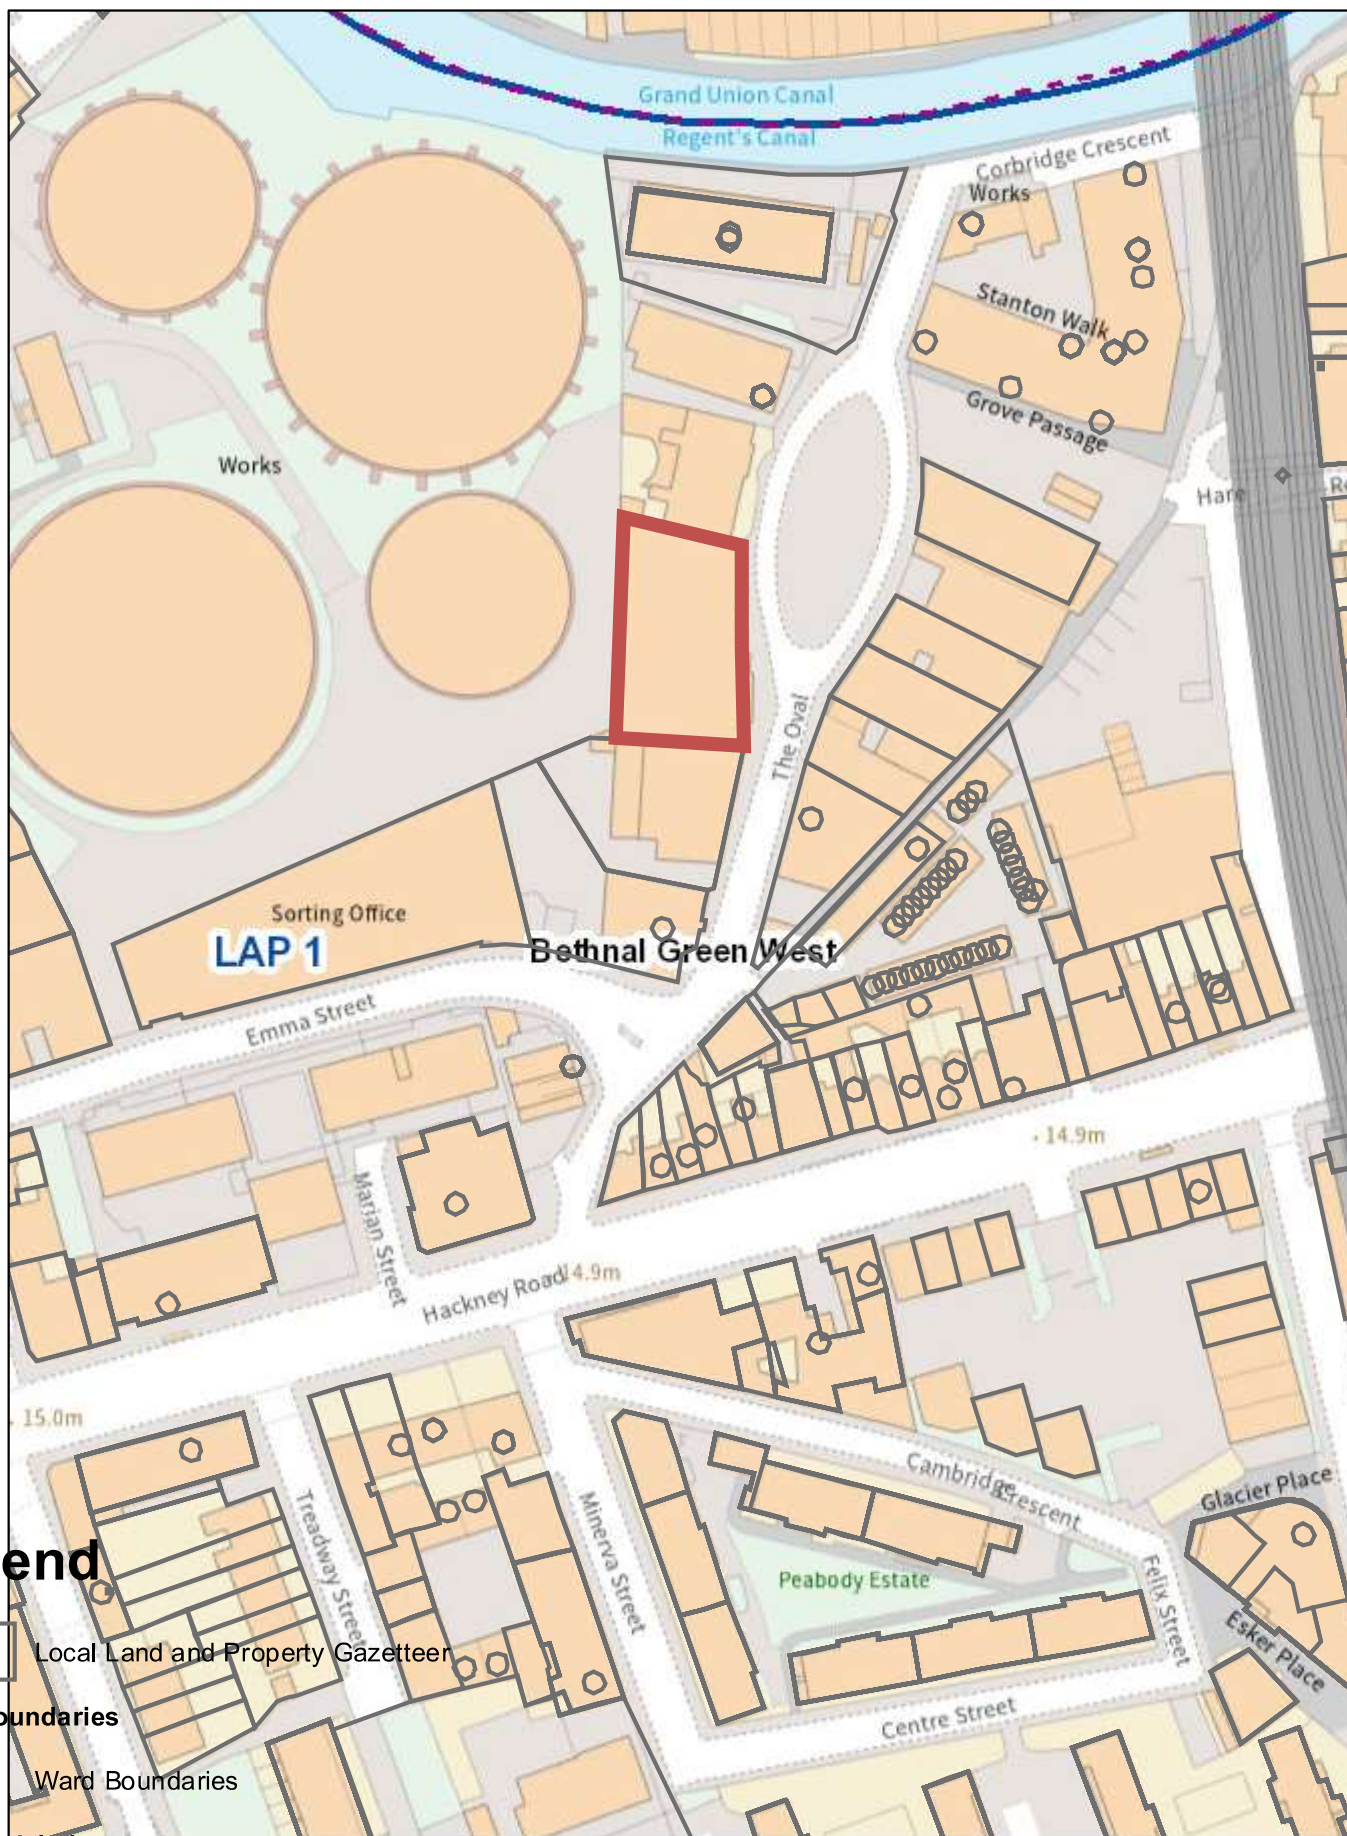 Grand Union Canal
Regent's Canal
Corbridge Crescent
Works
Stanton Walk
Grove Passage
Works
Hare
The Oval
Sorting Office
LAP 1
Bethnal Green West
Emma Street
14.9m
Marian Street
Hackney Road
14.9m
15.0m
Cambridge
Crescent
Glacier Place
Treadway Street
Minerva Street
Peabody Estate
Felix Street
Esker Place
end
Local Land and Property Gazetteer
oundaries
Centre Street
Ward Boundaries